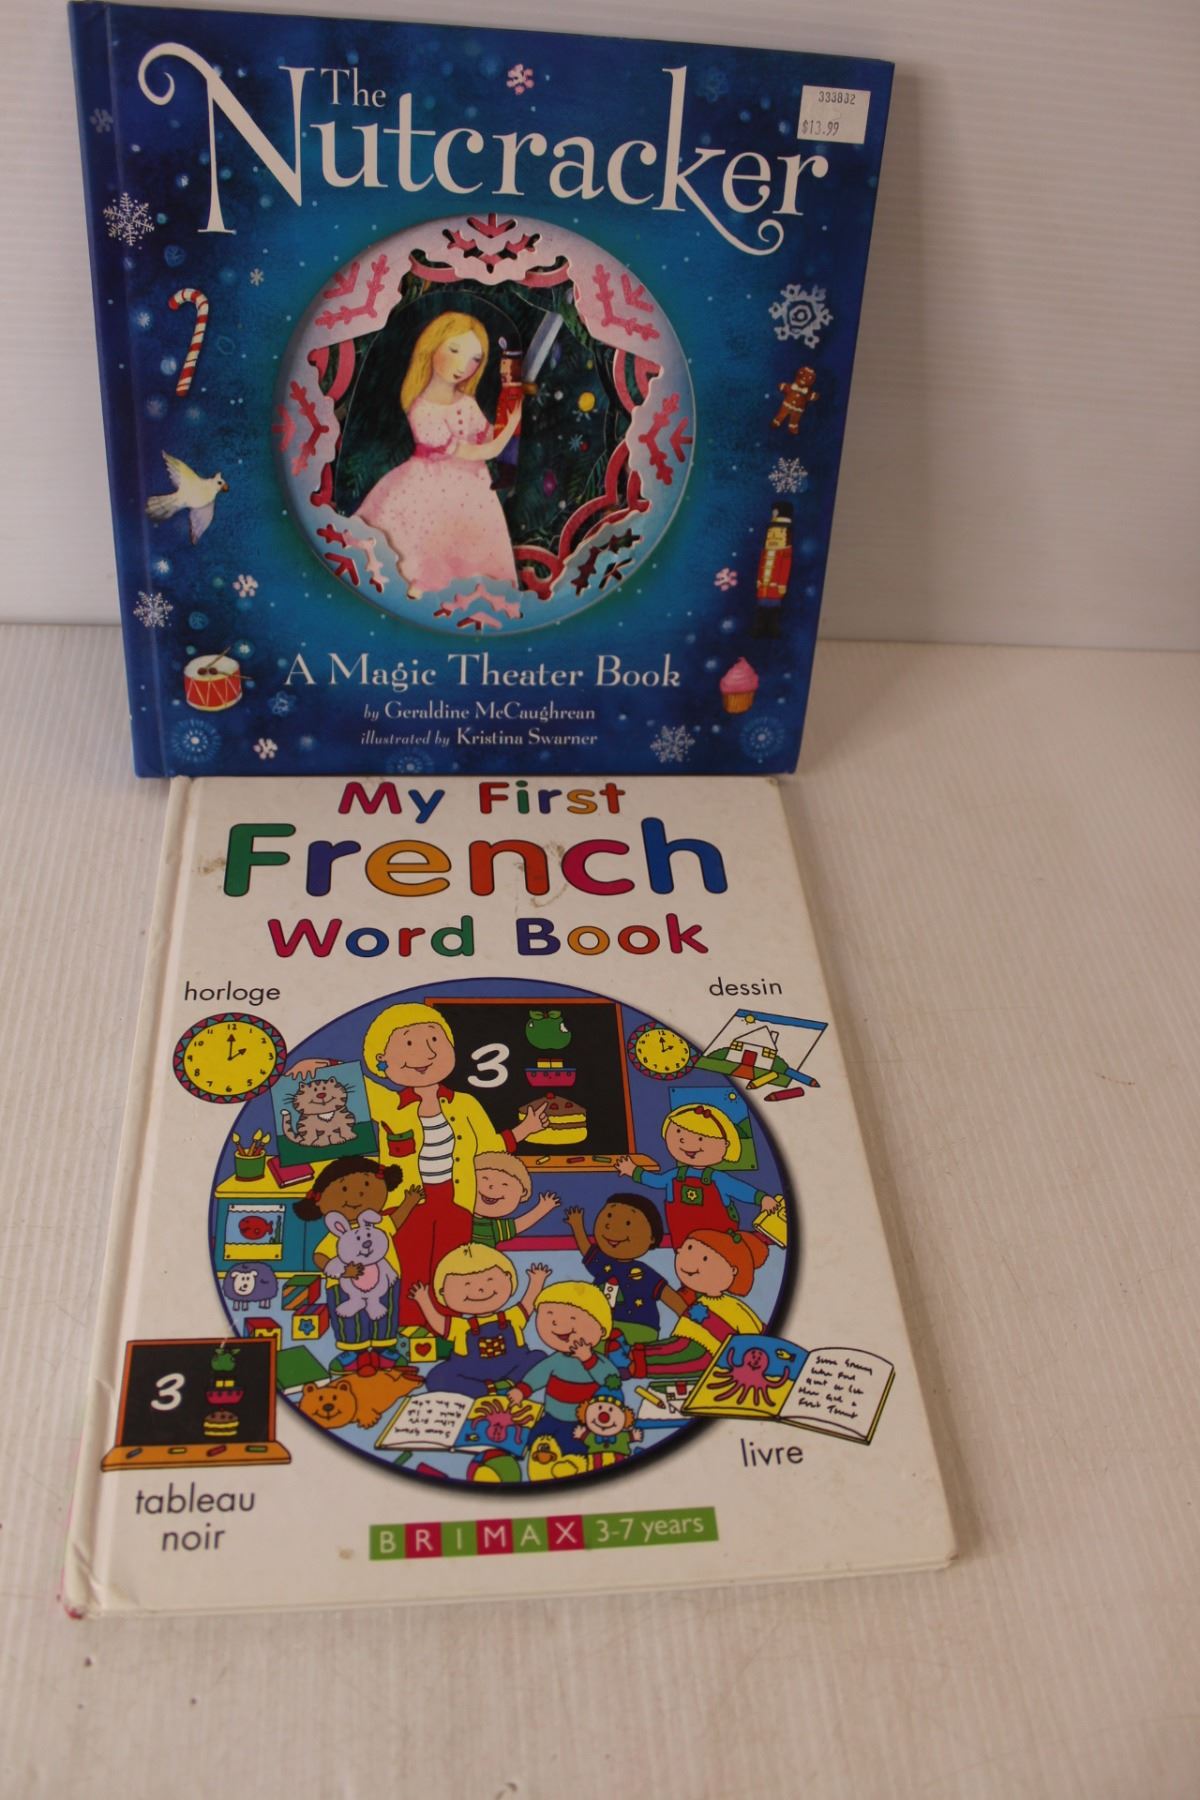 The
Nutcracker
333832
$13.99
A Magic Theater Book
by Geraldine McCaughrean
illustrated by Kristina Swarner
My First
French
Word Book
horloge
dessin
3
3
livre
tableau
noir
BRIMAX 3-7 years